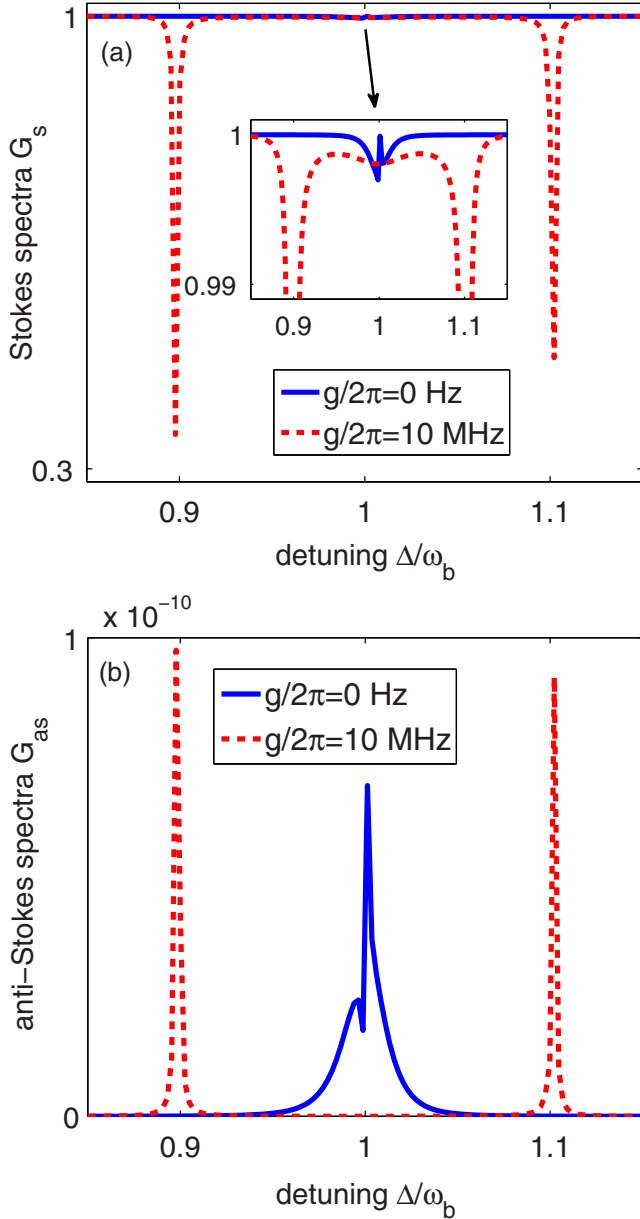 1
(a)
Stokes spectra G_s
1
0.99
0.9 1 1.1
g/2π=0 Hz
g/2π=10 MHz
0.3
0.9 1 1.1
detuning Δ/ω_b
x 10^−10
1
(b)
g/2π=0 Hz
g/2π=10 MHz
anti−Stokes spectra G_as
0
0.9 1 1.1
detuning Δ/ω_b